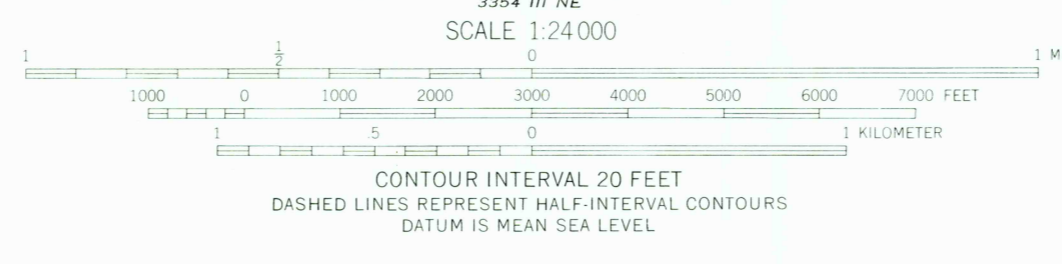 3354 III NE
SCALE 1:24 000
1 1/2 0 1 M
1000 0 1000 2000 3000 4000 5000 6000 7000 FEET
1 .5 0 1 KILOMETER
CONTOUR INTERVAL 20 FEET
DASHED LINES REPRESENT HALF-INTERVAL CONTOURS
DATUM IS MEAN SEA LEVEL